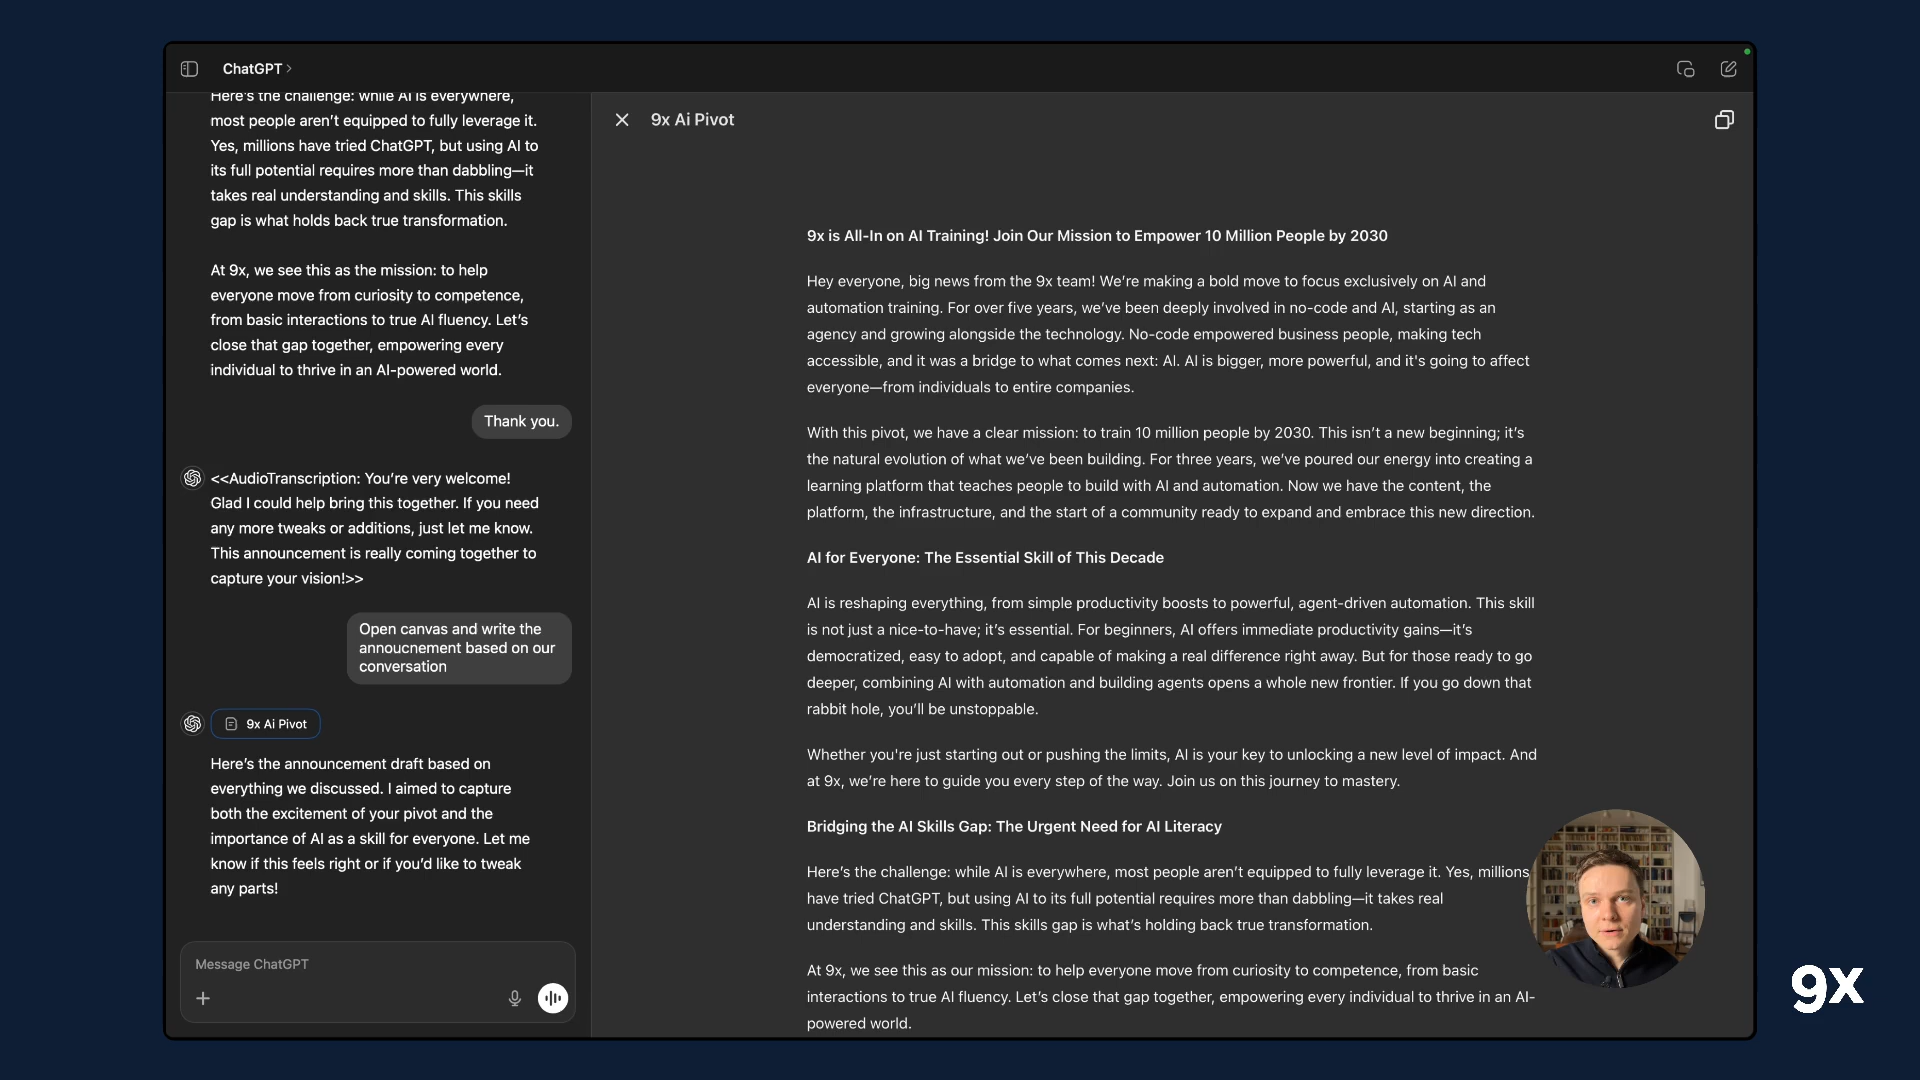 ChatGPT
Here's the challenge: while AI is everywhere,
most people aren't equipped to fully leverage it.
Yes, millions have tried ChatGPT, but using AI to
its full potential requires more than dabbling—it
takes real understanding and skills. This skills
gap is what holds back true transformation.
At 9x, we see this as the mission: to help
everyone move from curiosity to competence,
from basic interactions to true AI fluency. Let's
close that gap together, empowering every
individual to thrive in an AI-powered world.
Thank you.
<<AudioTranscription: You're very welcome!
Glad I could help bring this together. If you need
any more tweaks or additions, just let me know.
This announcement is really coming together to
capture your vision!>>
Open canvas and write the
annoucnement based on our
conversation
9x Ai Pivot
Here's the announcement draft based on
everything we discussed. I aimed to capture
both the excitement of your pivot and the
importance of AI as a skill for everyone. Let me
know if this feels right or if you'd like to tweak
any parts!
Message ChatGPT
9x Ai Pivot
9x is All-In on AI Training! Join Our Mission to Empower 10 Million People by 2030
Hey everyone, big news from the 9x team! We're making a bold move to focus exclusively on AI and
automation training. For over five years, we've been deeply involved in no-code and AI, starting as an
agency and growing alongside the technology. No-code empowered business people, making tech
accessible, and it was a bridge to what comes next: AI. AI is bigger, more powerful, and it's going to affect
everyone—from individuals to entire companies.
With this pivot, we have a clear mission: to train 10 million people by 2030. This isn't a new beginning; it's
the natural evolution of what we've been building. For three years, we've poured our energy into creating a
learning platform that teaches people to build with AI and automation. Now we have the content, the
platform, the infrastructure, and the start of a community ready to expand and embrace this new direction.
AI for Everyone: The Essential Skill of This Decade
AI is reshaping everything, from simple productivity boosts to powerful, agent-driven automation. This skill
is not just a nice-to-have; it's essential. For beginners, AI offers immediate productivity gains—it's
democratized, easy to adopt, and capable of making a real difference right away. But for those ready to go
deeper, combining AI with automation and building agents opens a whole new frontier. If you go down that
rabbit hole, you'll be unstoppable.
Whether you're just starting out or pushing the limits, AI is your key to unlocking a new level of impact. And
at 9x, we're here to guide you every step of the way. Join us on this journey to mastery.
Bridging the AI Skills Gap: The Urgent Need for AI Literacy
Here's the challenge: while AI is everywhere, most people aren't equipped to fully leverage it. Yes, millions
have tried ChatGPT, but using AI to its full potential requires more than dabbling—it takes real
understanding and skills. This skills gap is what's holding back true transformation.
At 9x, we see this as our mission: to help everyone move from curiosity to competence, from basic
interactions to true AI fluency. Let's close that gap together, empowering every individual to thrive in an AI-
powered world.
9x